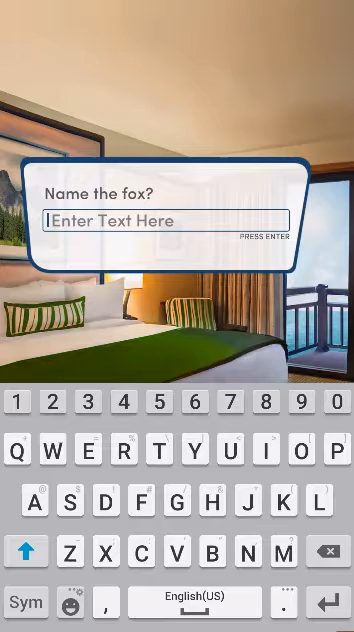 Name the fox?
Enter Text Here
PRESS ENTER
1 2 3 4 5 6 7 8 9 0
Q W E R T Y U I O P
A S D F G H J K L
Z X C V B N M
Sym , English(US) .